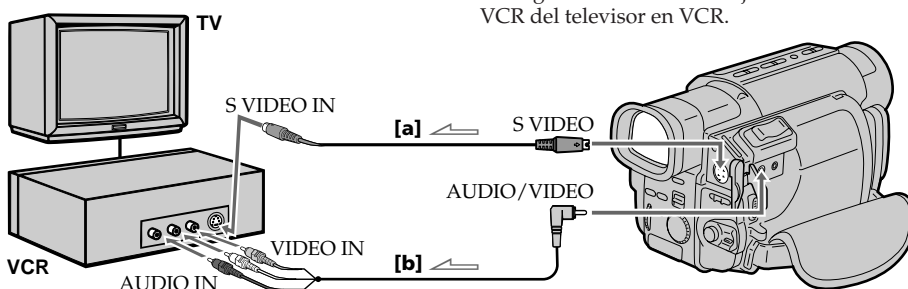 VCR del televisor en VCR.
TV
S VIDEO IN
[a]
S VIDEO
AUDIO/VIDEO
VIDEO IN
VCR
[b]
AUDIO IN